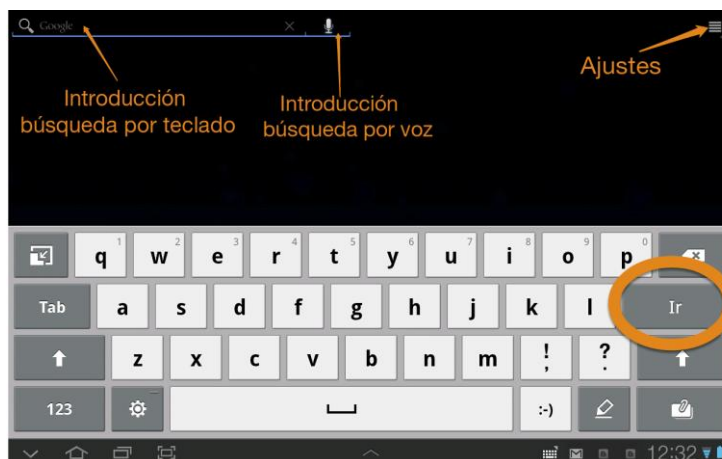 Google
Ajustes
Introducción
búsqueda por teclado
Introducción
búsqueda por voz
q 1 w 2 e 3 r 4 t 5 y 6 u 7 i 8 o 9 p 0
Tab a s d f g h j k l Ir
z x c v b n m ! , ? .
123 :-)
12:32